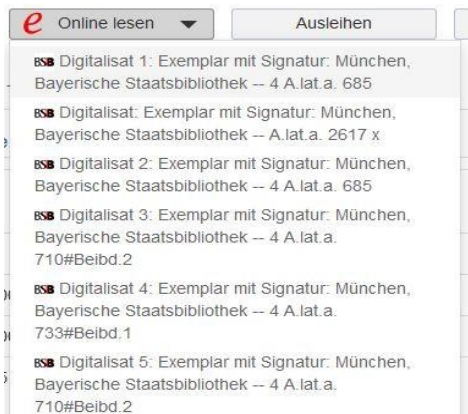 e Online lesen
Ausleihen
BSB Digitalisat 1: Exemplar mit Signatur: München,
Bayerische Staatsbibliothek -- 4 A.lat.a. 685
BSB Digitalisat: Exemplar mit Signatur: München,
Bayerische Staatsbibliothek -- A.lat.a. 2617 x
BSB Digitalisat 2: Exemplar mit Signatur: München,
Bayerische Staatsbibliothek -- 4 A.lat.a. 685
BSB Digitalisat 3: Exemplar mit Signatur: München,
Bayerische Staatsbibliothek -- 4 A.lat.a.
710#Beibd.2
BSB Digitalisat 4: Exemplar mit Signatur: München,
Bayerische Staatsbibliothek -- 4 A.lat.a.
733#Beibd.1
BSB Digitalisat 5: Exemplar mit Signatur: München,
Bayerische Staatsbibliothek -- 4 A.lat.a.
710#Beibd.2